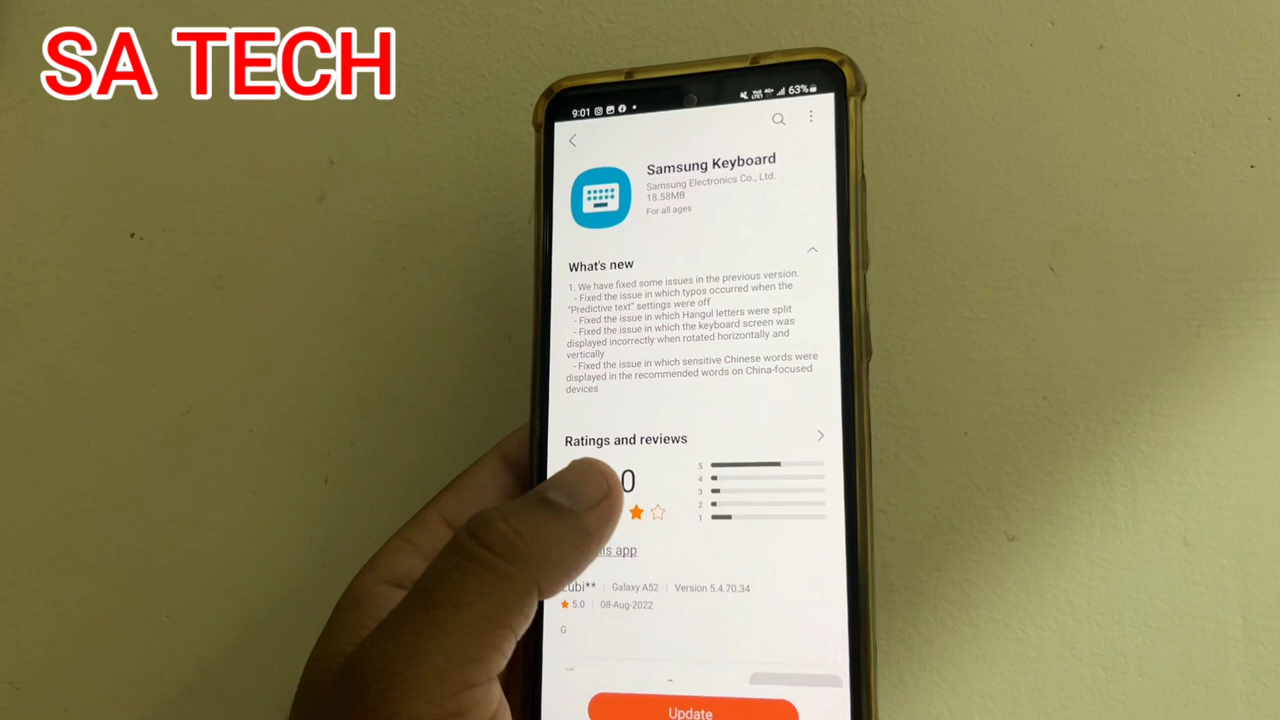 SA TECH
9:01
63%
Samsung Keyboard
Samsung Electronics Co., Ltd.
18.58MB
For all ages
What's new
1. We have fixed some issues in the previous version.
- Fixed the issue in which typos occurred when the
"Predictive text" settings were off
- Fixed the issue in which Hangul letters were split
- Fixed the issue in which the keyboard screen was
displayed incorrectly when rotated horizontally and
vertically
- Fixed the issue in which sensitive Chinese words were
displayed in the recommended words on China-focused
devices
Ratings and reviews
0
5
4
3
2
1
app
Galaxy A52 Version 5.4.70.34
5.0 08-Aug-2022
G
Update